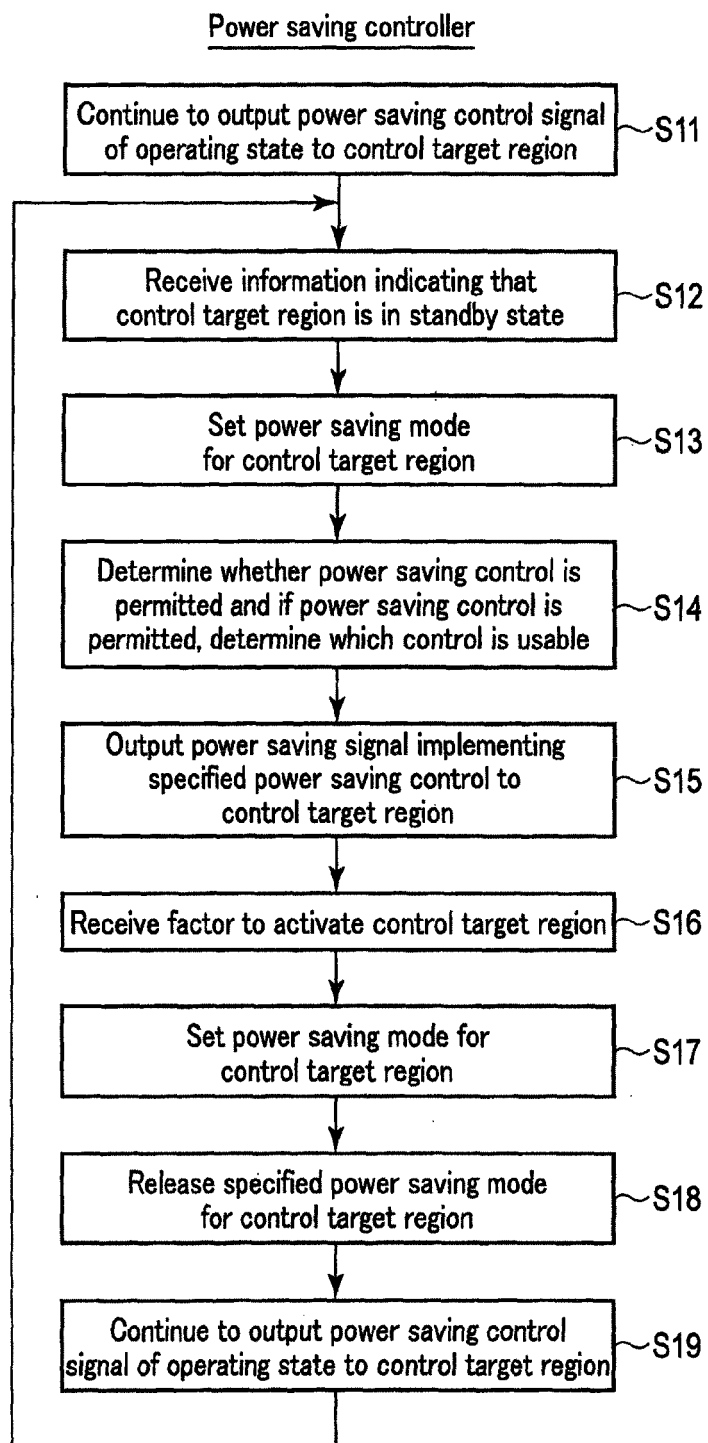 Power saving controller
Continue to output power saving control signal
of operating state to control target region
S11
Receive information indicating that
control target region is in standby state
S12
Set power saving mode
for control target region
S13
Determine whether power saving control is
permitted and if power saving control is
permitted, determine which control is usable
S14
Output power saving signal implementing
specified power saving control to
control target region
S15
Receive factor to activate control target region
S16
Set power saving mode for
control target region
S17
Release specified power saving mode
for control target region
S18
Continue to output power saving control
signal of operating state to control target region
S19